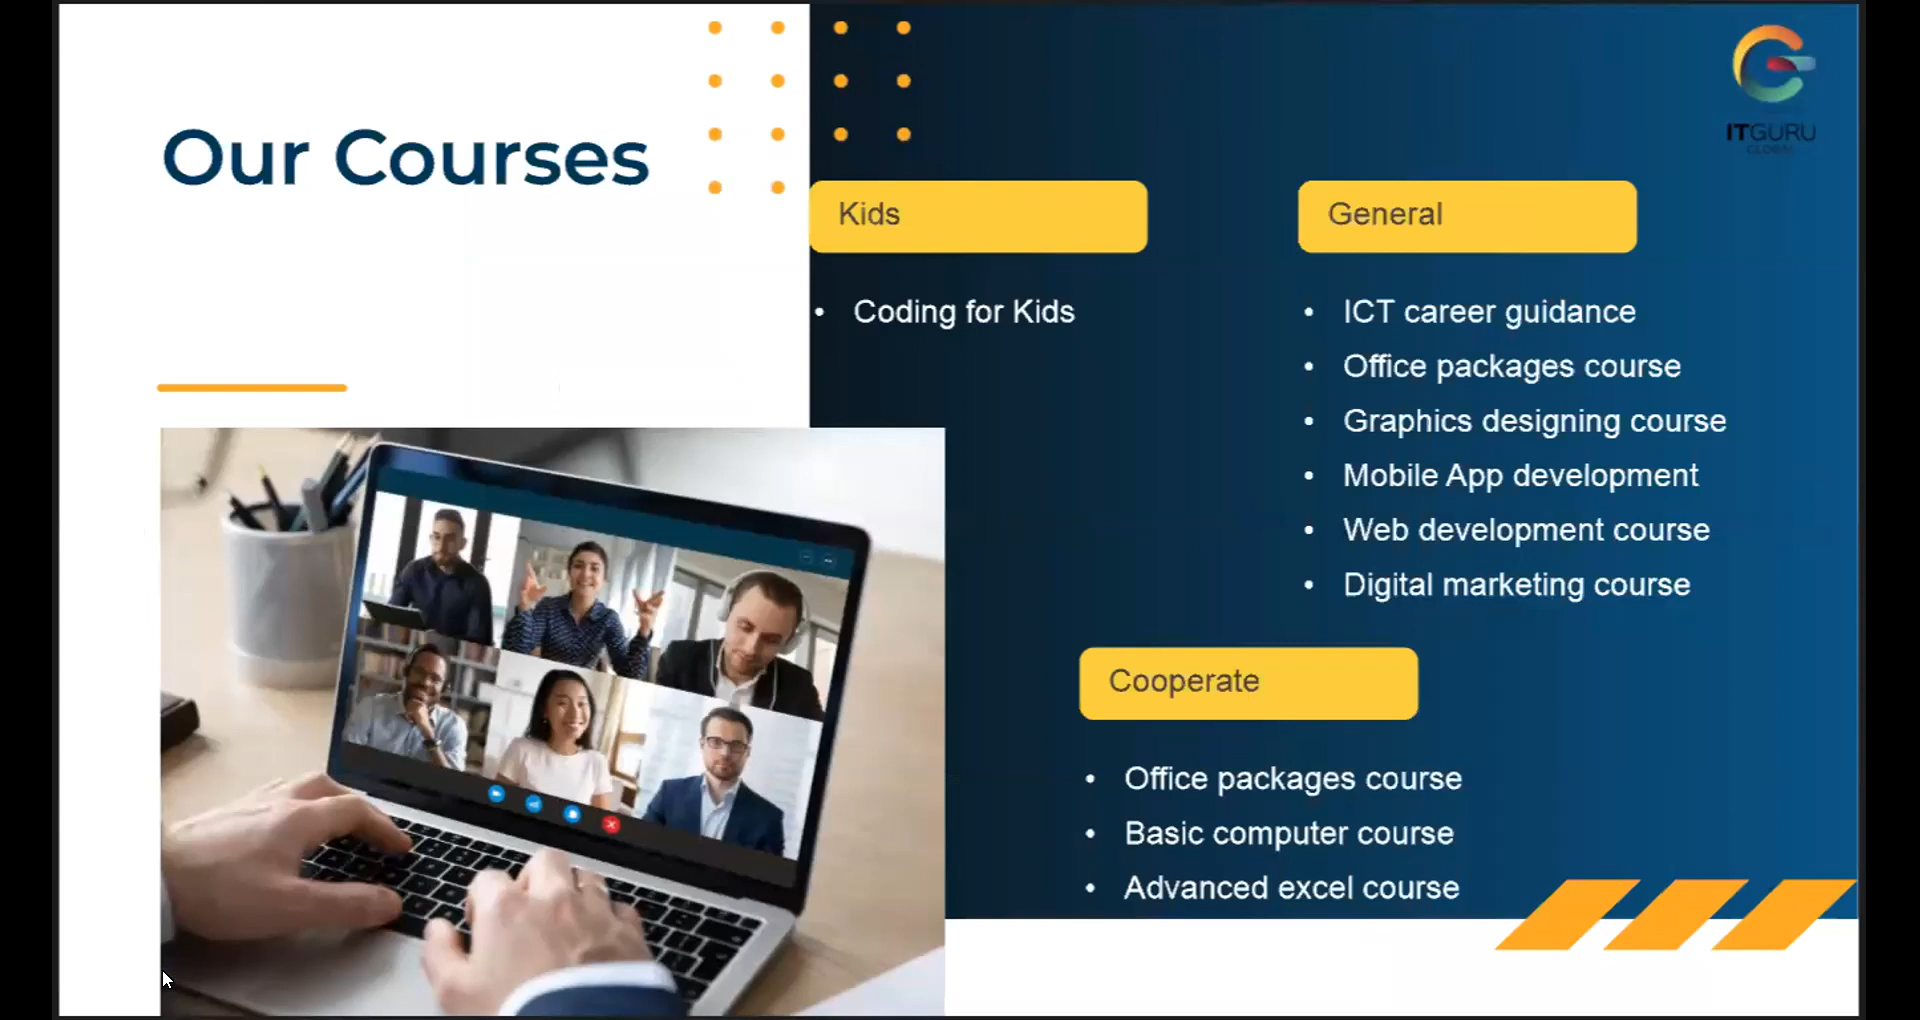 Our Courses
ITGURU
GLOBAL
Kids
• Coding for Kids
General
• ICT career guidance
• Office packages course
• Graphics designing course
• Mobile App development
• Web development course
• Digital marketing course
Cooperate
• Office packages course
• Basic computer course
• Advanced excel course